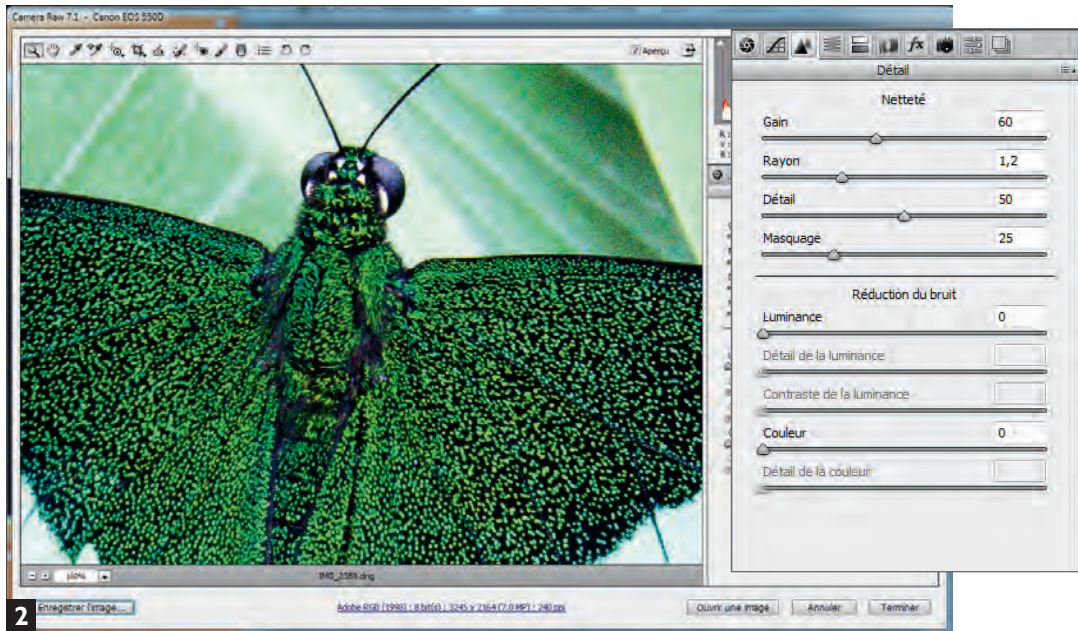 Camera Raw 7.1 - Canon EOS 550D
Aperçu
fx
Détail
Netteté
Gain 60
Rayon 1,2
Détail 50
Masquage 25
Réduction du bruit
Luminance 0
Détail de la luminance
Contraste de la luminance
Couleur 0
Détail de la couleur
R :
V :
B :
100%
IMG_2389.dng
Enregistrer l'image...
Adobe RGB (1998) ; 8 bit(s) ; 3245 x 2164 (7,0 MP) ; 240 ppi
Ouvrir une image
Annuler
Terminer
2